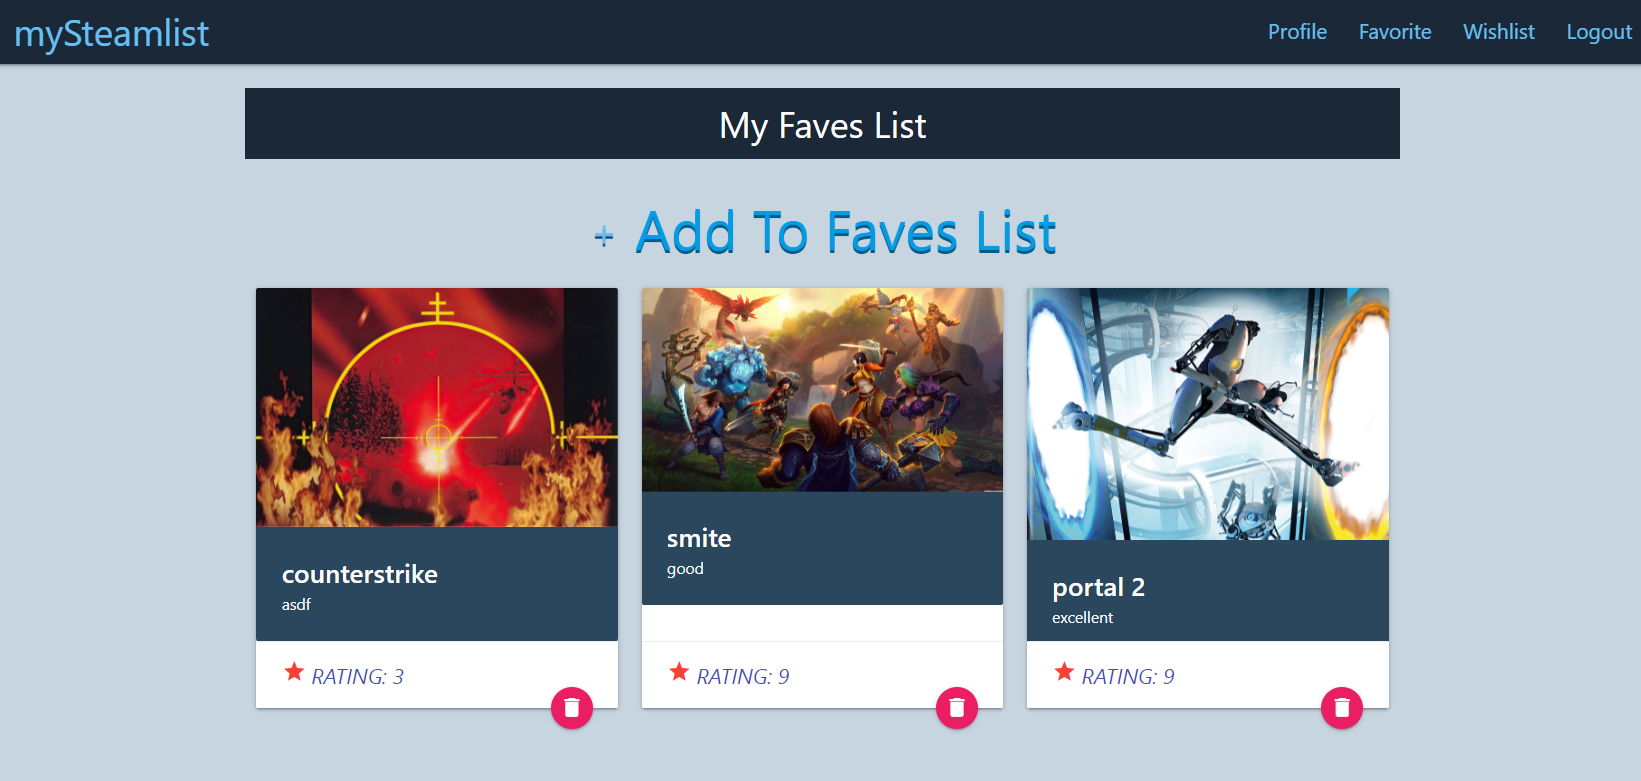 mySteamlist
Profile Favorite Wishlist Logout
My Faves List
+ Add To Faves List
counterstrike
asdf
RATING: 3
smite
good
RATING: 9
portal 2
excellent
RATING: 9